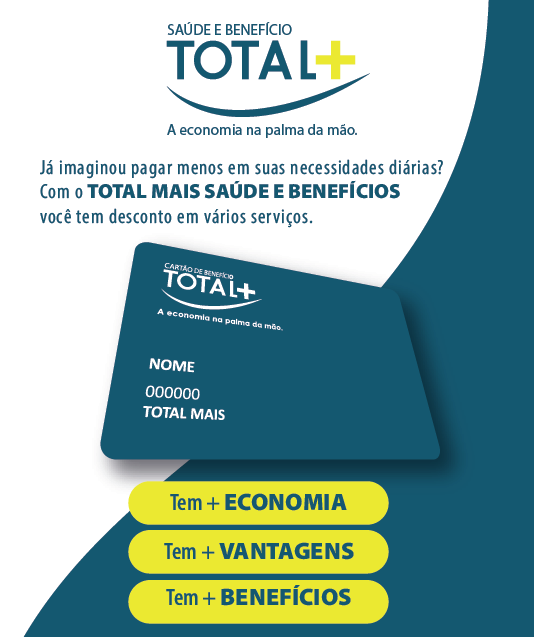 SAÚDE E BENEFÍCIO
TOTAL+
A economia na palma da mão.
Já imaginou pagar menos em suas necessidades diárias?
Com o TOTAL MAIS SAÚDE E BENEFÍCIOS
você tem desconto em vários serviços.
CARTÃO DE BENEFÍCIO
TOTAL+
A economia na palma da mão.
NOME
000000
TOTAL MAIS
Tem + ECONOMIA
Tem + VANTAGENS
Tem + BENEFÍCIOS